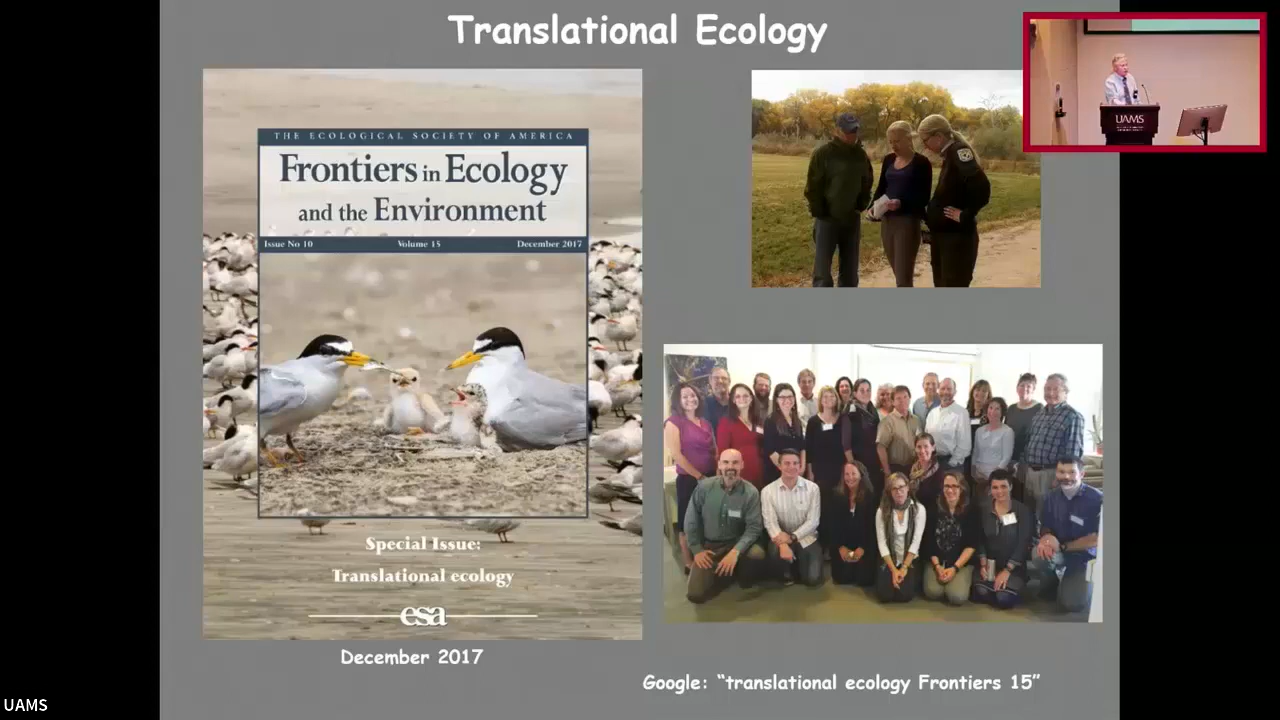 Translational Ecology
THE ECOLOGICAL SOCIETY OF AMERICA
Frontiers in Ecology
and the Environment
Issue No 10 Volume 15 December 2017
Special Issue:
Translational ecology
esa
December 2017
Google: “translational ecology Frontiers 15”
UAMS
UAMS